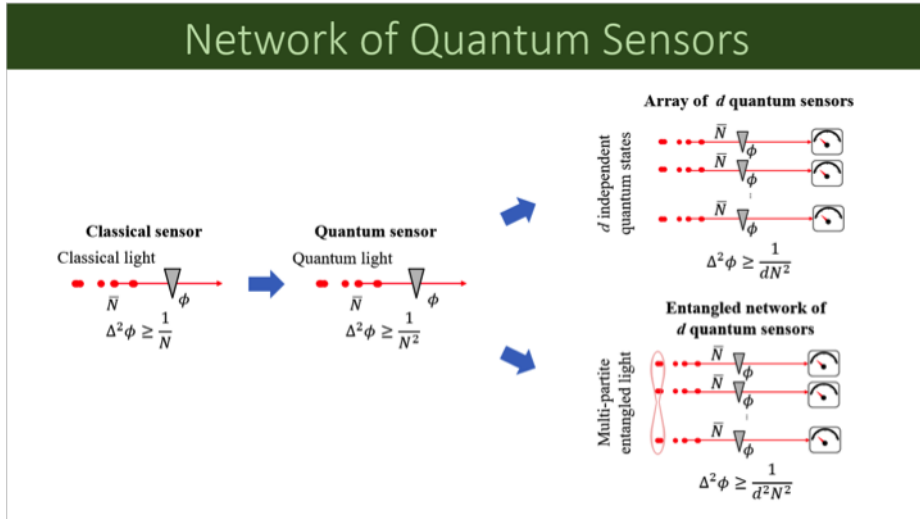 Network of Quantum Sensors
Classical sensor
Classical light
N̅
ϕ
Δ²ϕ ≥ 1/N
Quantum sensor
Quantum light
N̅
ϕ
Δ²ϕ ≥ 1/N²
Array of d quantum sensors
d independent
quantum states
N̅
ϕ
N̅
ϕ
N̅
ϕ
Δ²ϕ ≥ 1/dN²
Entangled network of
d quantum sensors
Multi-partite
entangled light
N̅
ϕ
N̅
ϕ
N̅
ϕ
Δ²ϕ ≥ 1/d²N²